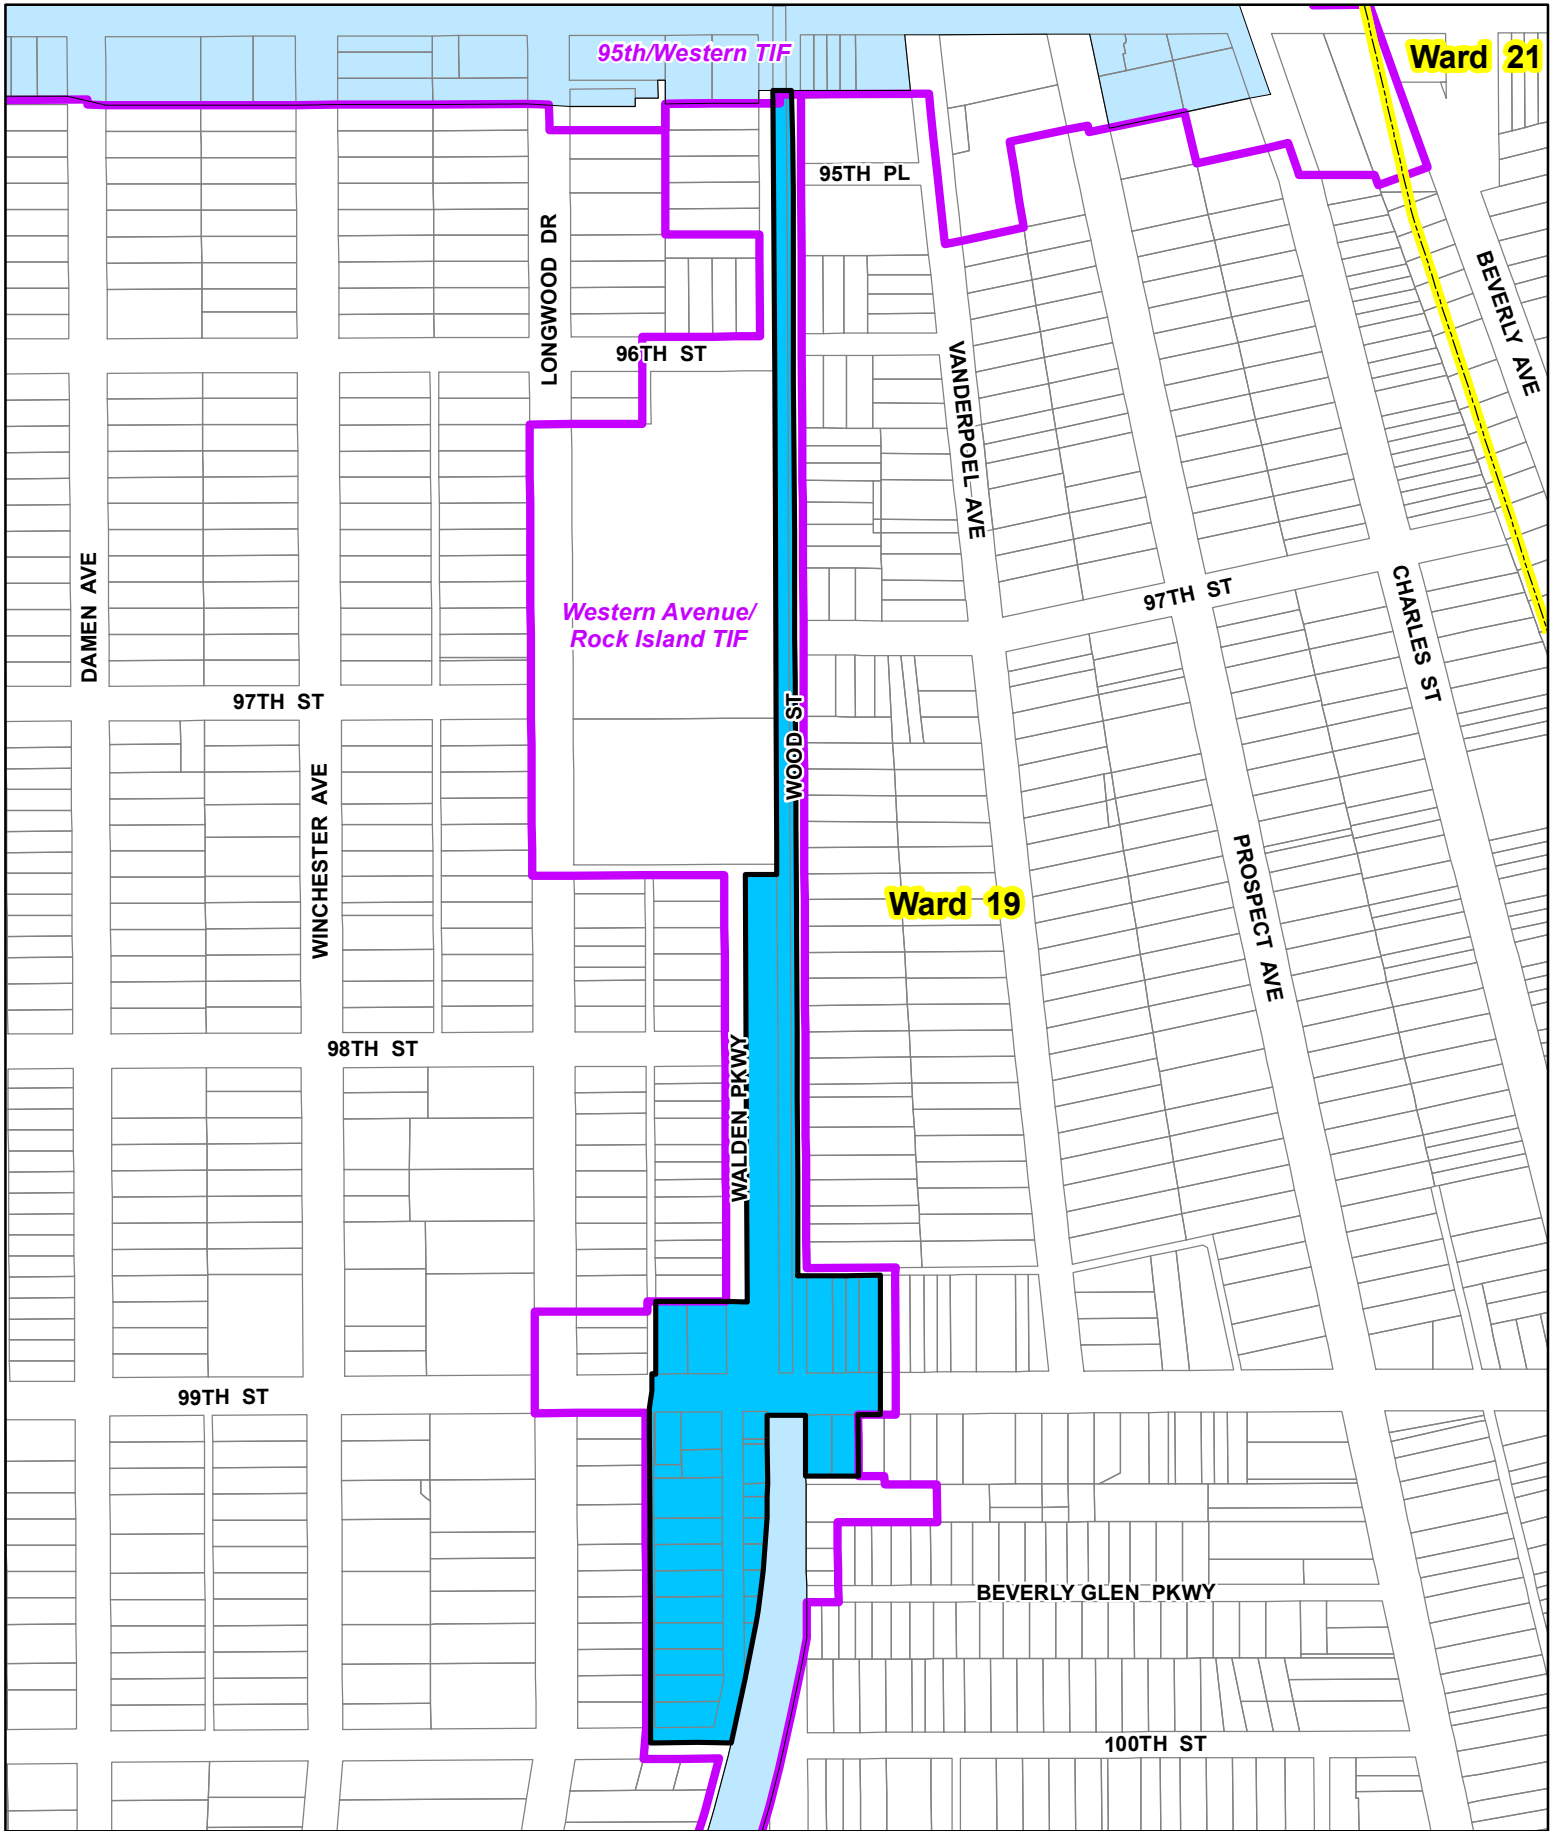 95th/Western TIF
Ward 21
95TH PL
LONGWOOD DR
BEVERLY AVE
96TH ST
VANDERPOEL AVE
DAMEN AVE
97TH ST
CHARLES ST
Western Avenue/
Rock Island TIF
97TH ST
WOOD ST
WINCHESTER AVE
PROSPECT AVE
Ward 19
98TH ST
WALDEN PKWY
99TH ST
BEVERLY GLEN PKWY
100TH ST